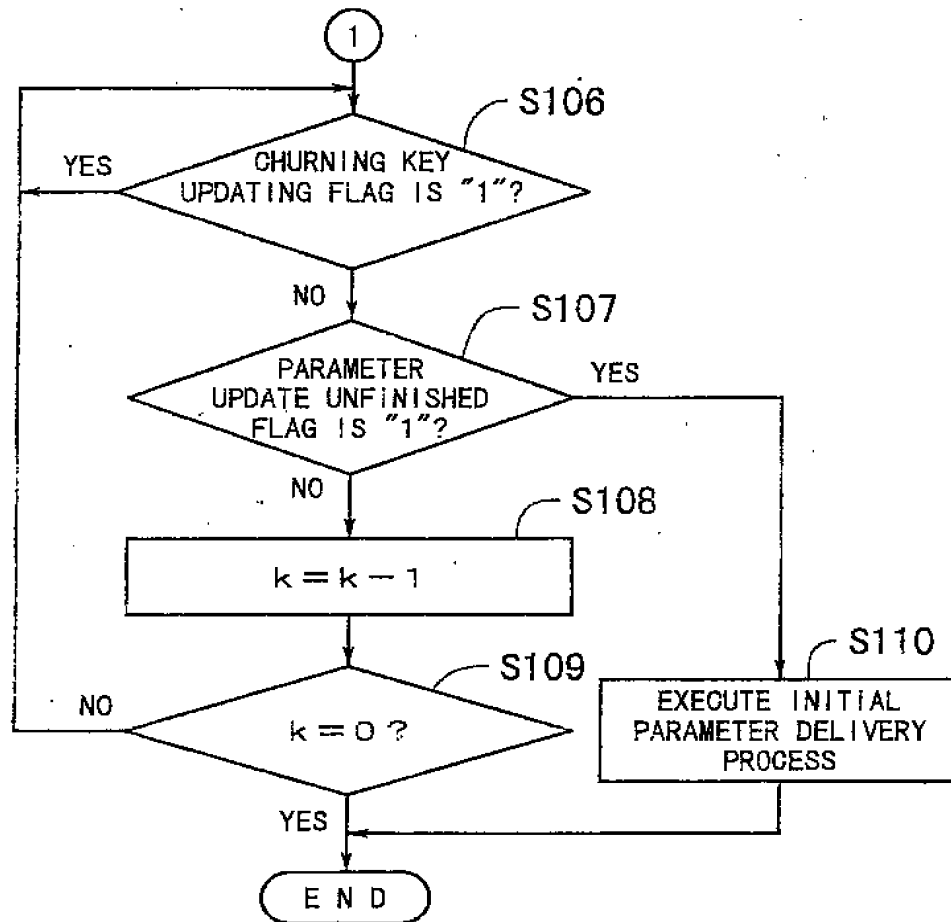 1
S106
YES
CHURNING KEY
UPDATING FLAG IS "1"?
NO
S107
PARAMETER
UPDATE UNFINISHED
FLAG IS "1"?
YES
NO
S108
k = k - 1
S109
NO
k = 0 ?
S110
EXECUTE INITIAL
PARAMETER DELIVERY
PROCESS
YES
END